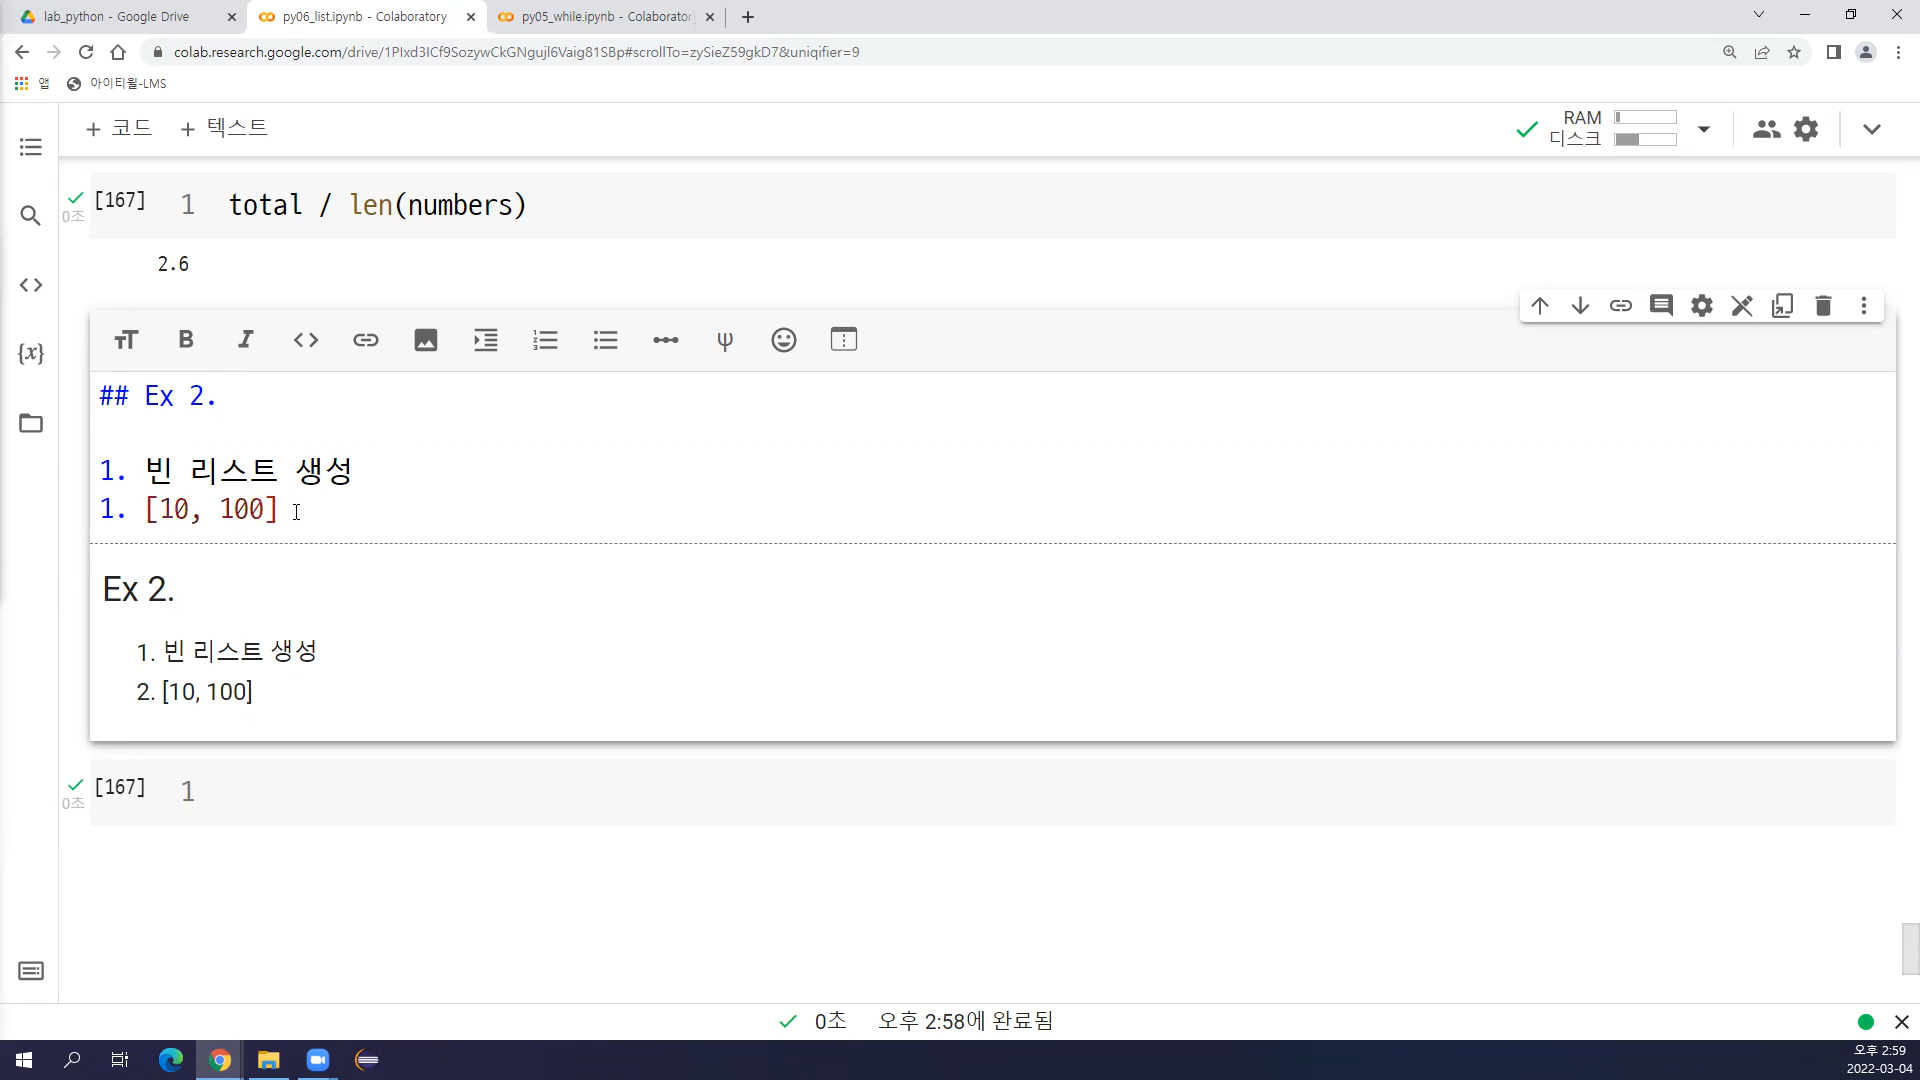 lab_python - Google Drive
py06_list.ipynb - Colaboratory
py05_while.ipynb - Colaborator
colab.research.google.com/drive/1PIxd3ICf9SozywCkGNgujl6Vaig81SBp#scrollTo=zySieZ59gkD7&uniqifier=9
앱
아이티윌-LMS
+ 코드
+ 텍스트
RAM
디스크
0초
[167]
1
total / len(numbers)
2.6
## Ex 2.
1. 빈 리스트 생성
1. [10, 100]
Ex 2.
1. 빈 리스트 생성
2. [10, 100]
0초
[167]
1
0초 오후 2:58에 완료됨
오후 2:59
2022-03-04